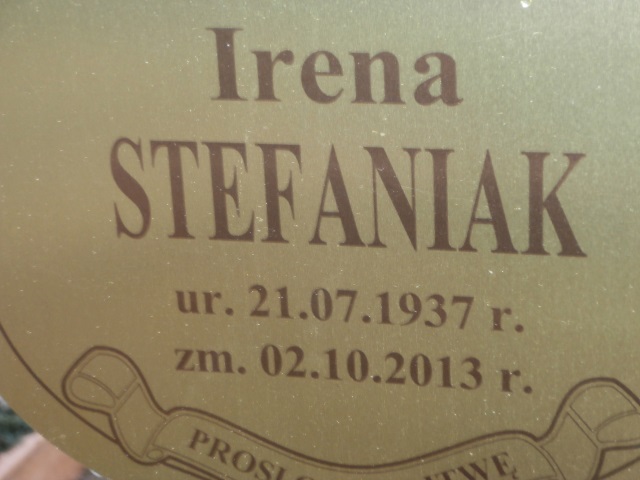 Irena
STEFANIAK
ur. 21.07.1937 r.
zm. 02.10.2013 r.